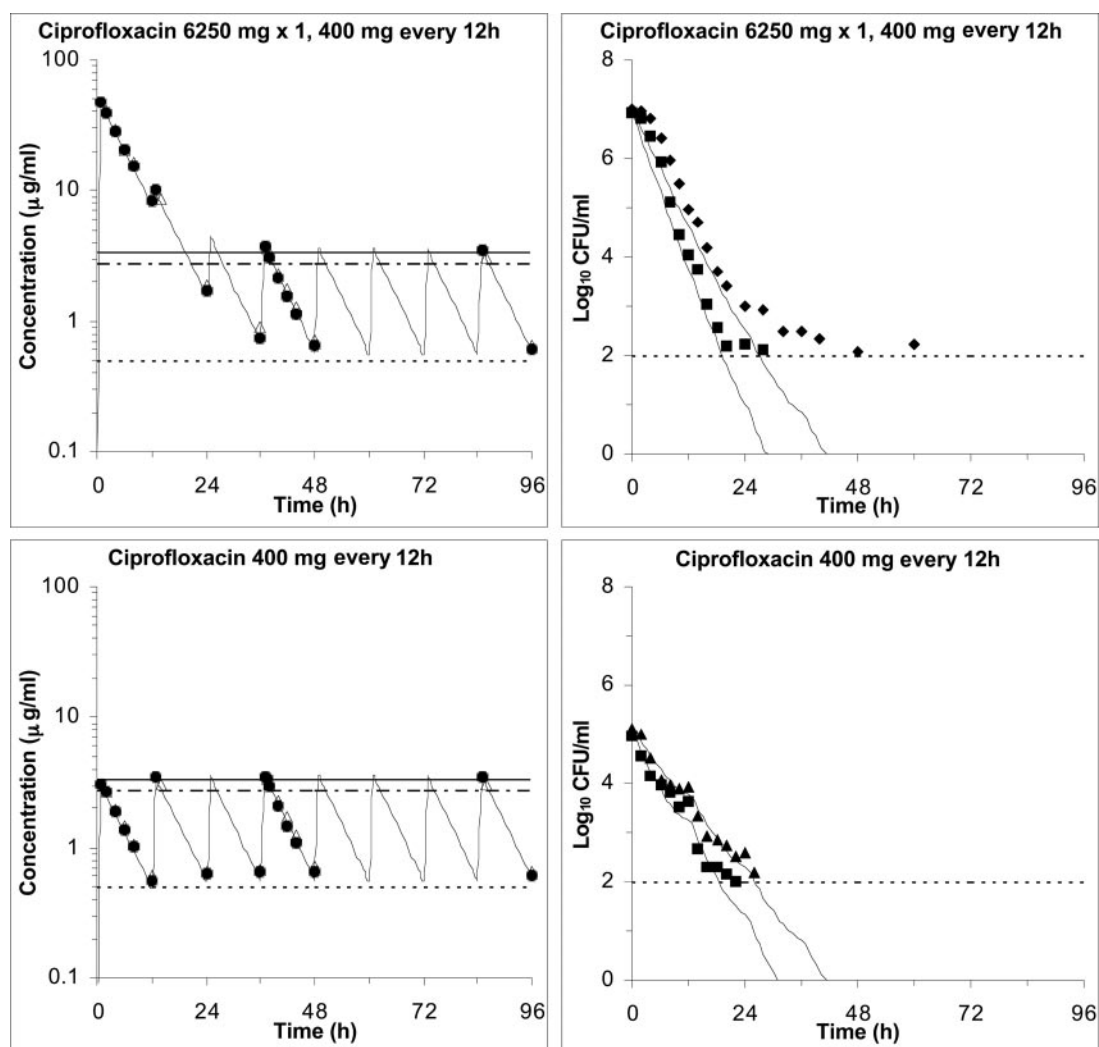 Ciprofloxacin 6250 mg x 1, 400 mg every 12h
100
10
1
0.1
Concentration (μg/ml)
0 24 48 72 96
Time (h)
Ciprofloxacin 6250 mg x 1, 400 mg every 12h
8
6
4
2
0
Log10 CFU/ml
0 24 48 72 96
Time (h)
Ciprofloxacin 400 mg every 12h
100
10
1
0.1
Concentration (μg/ml)
0 24 48 72 96
Time (h)
Ciprofloxacin 400 mg every 12h
8
6
4
2
0
Log10 CFU/ml
0 24 48 72 96
Time (h)